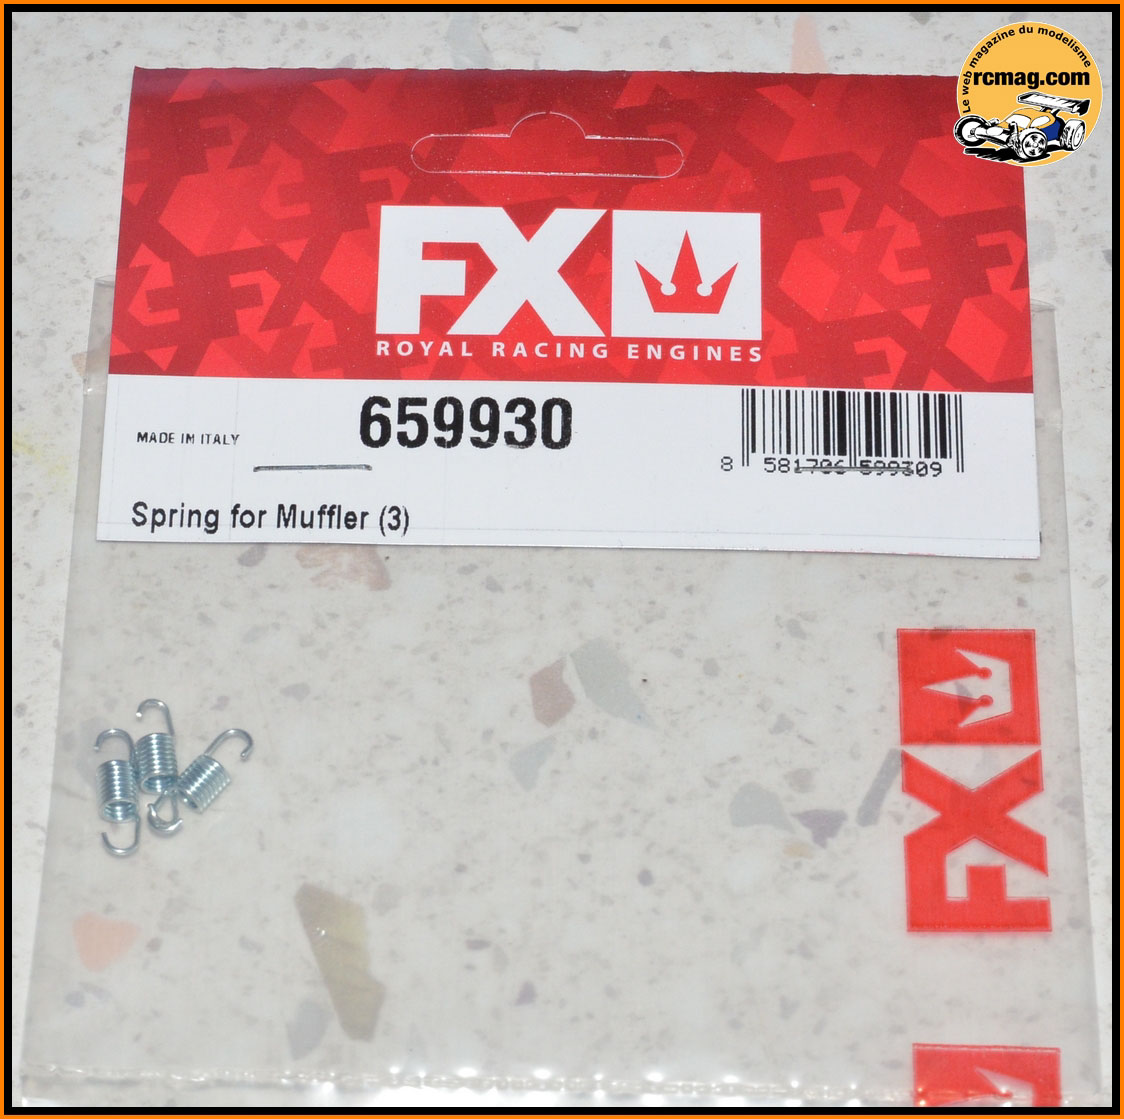 Le web magazine du modelisme
rcmag.com
FX
ROYAL RACING ENGINES
MADE IN ITALY
659930
8 581706 599309
Spring for Muffler (3)
FX